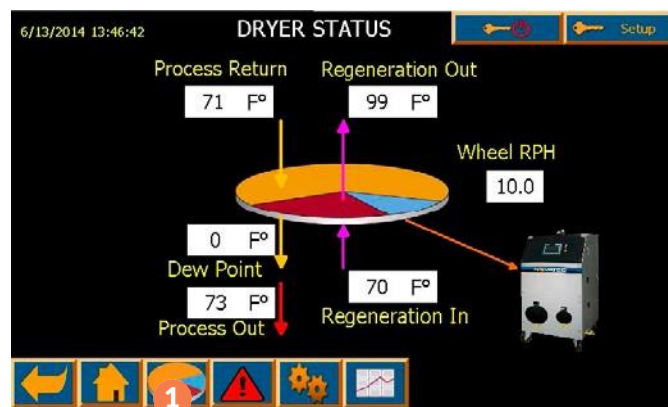 6/13/2014 13:46:42
DRYER STATUS
Setup
Process Return
Regeneration Out
71 F°
99 F°
Wheel RPH
10.0
0 F°
Dew Point
70 F°
73 F°
Regeneration In
Process Out
1